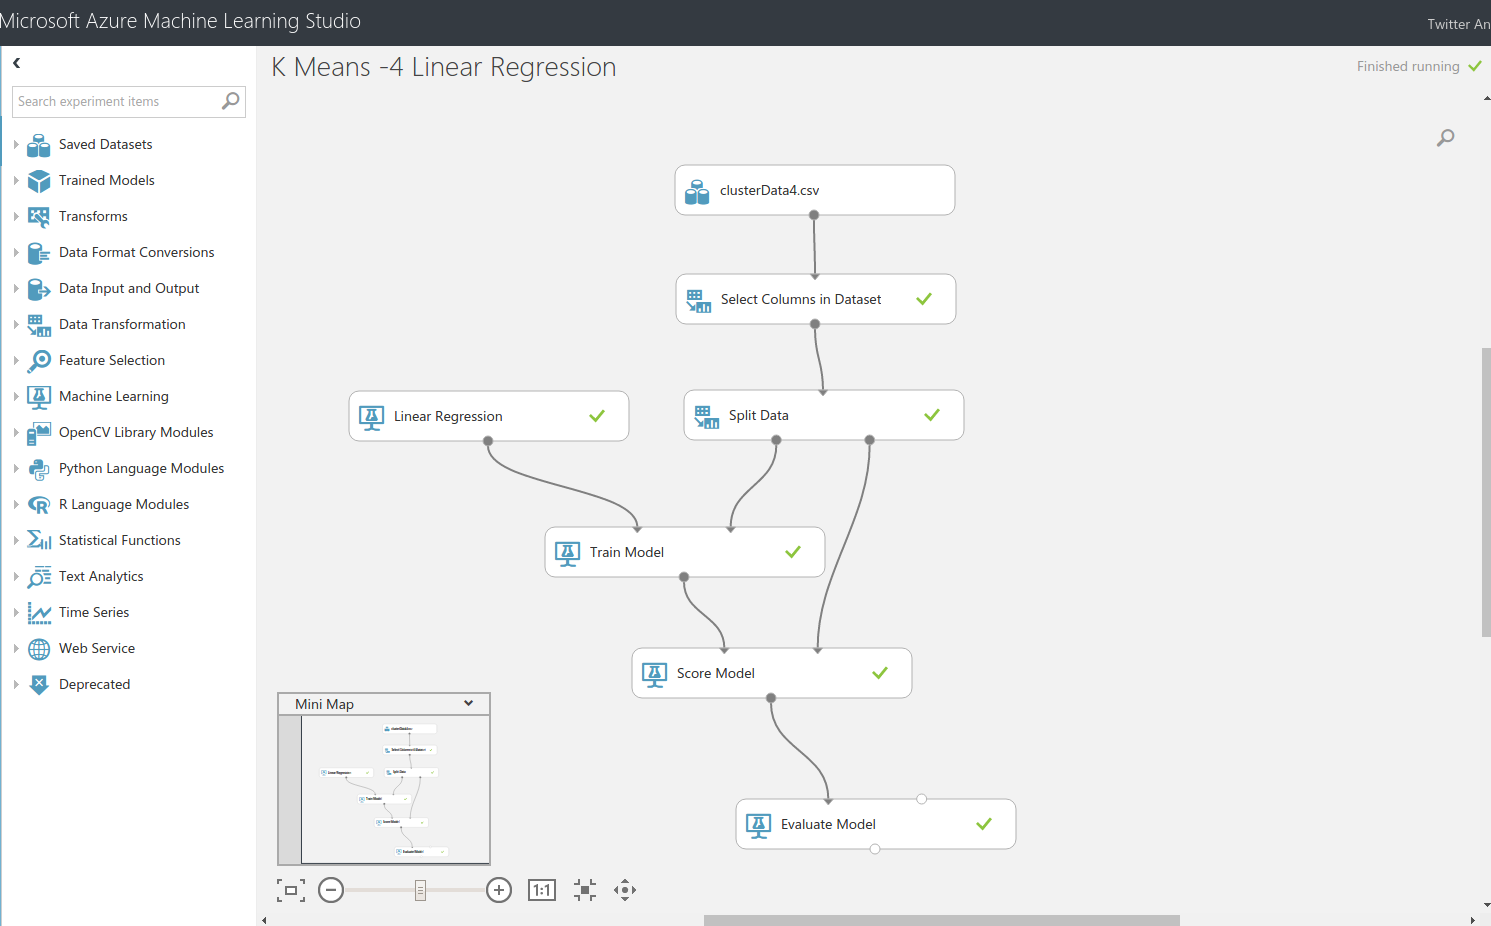 Microsoft Azure Machine Learning Studio
Twitter An
K Means -4 Linear Regression
Finished running
Search experiment items
Saved Datasets
Trained Models
Transforms
Data Format Conversions
Data Input and Output
Data Transformation
Feature Selection
Machine Learning
OpenCV Library Modules
Python Language Modules
R Language Modules
Statistical Functions
Text Analytics
Time Series
Web Service
Deprecated
clusterData4.csv
Select Columns in Dataset
Linear Regression
Split Data
Train Model
Score Model
Evaluate Model
Mini Map
1:1